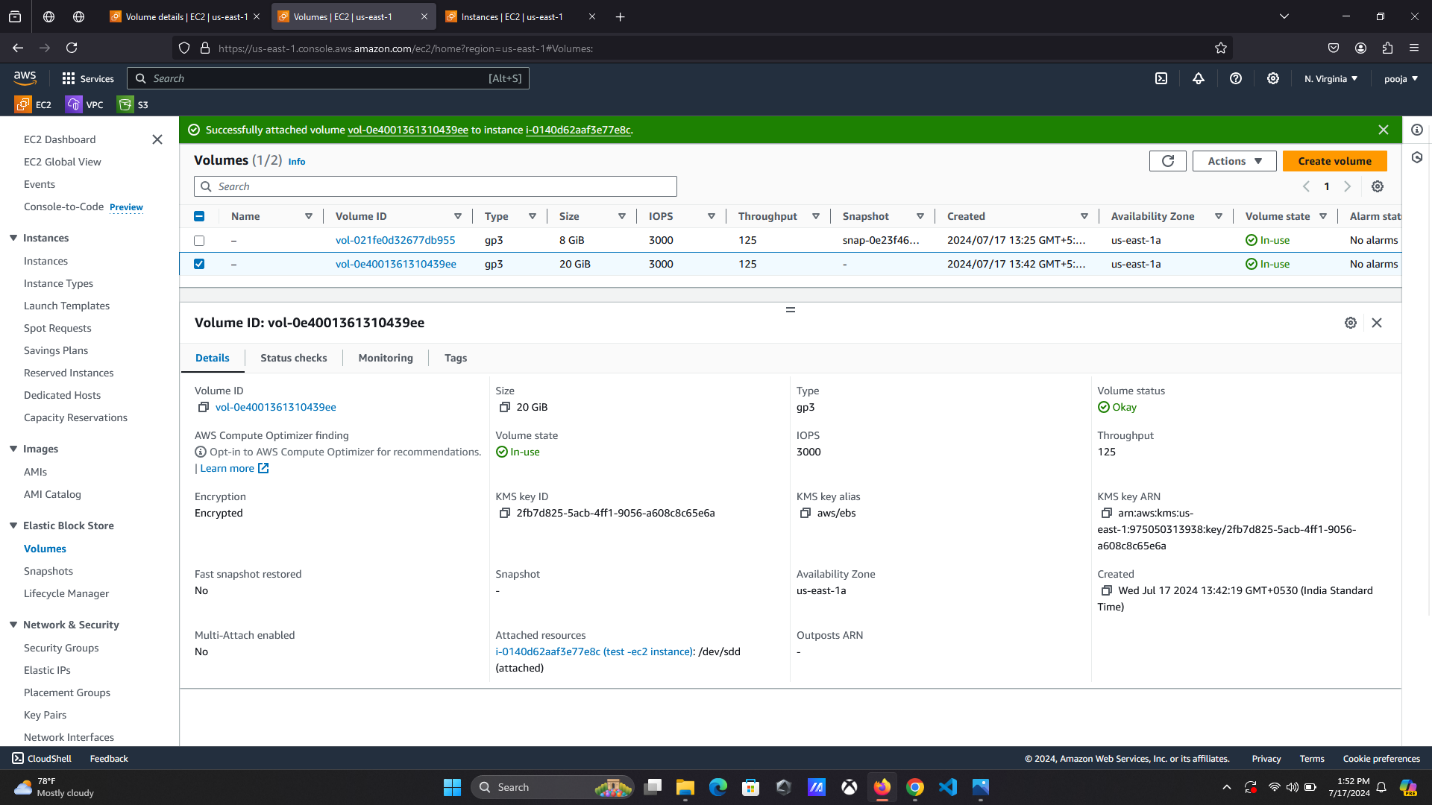 Volume details | EC2 | us-east-1
Volumes | EC2 | us-east-1
Instances | EC2 | us-east-1
https://us-east-1.console.aws.amazon.com/ec2/home?region=us-east-1#Volumes:
aws
Services
Search
[Alt+S]
N. Virginia
pooja
EC2
VPC
S3
EC2 Dashboard
EC2 Global View
Events
Console-to-Code Preview
Instances
Instances
Instance Types
Launch Templates
Spot Requests
Savings Plans
Reserved Instances
Dedicated Hosts
Capacity Reservations
Images
AMIs
AMI Catalog
Elastic Block Store
Volumes
Snapshots
Lifecycle Manager
Network & Security
Security Groups
Elastic IPs
Placement Groups
Key Pairs
Network Interfaces
Successfully attached volume vol-0e4001361310439ee to instance i-0140d62aaf3e77e8c.
Volumes (1/2) Info
Actions
Create volume
Search
1
Name Volume ID Type Size IOPS Throughput Snapshot Created Availability Zone Volume state Alarm stat
– vol-021fe0d32677db955 gp3 8 GiB 3000 125 snap-0e23f46... 2024/07/17 13:25 GMT+5:... us-east-1a In-use No alarms
– vol-0e4001361310439ee gp3 20 GiB 3000 125 - 2024/07/17 13:42 GMT+5:... us-east-1a In-use No alarms
Volume ID: vol-0e4001361310439ee
Details Status checks Monitoring Tags
Volume ID
vol-0e4001361310439ee
Size
20 GiB
Type
gp3
Volume status
Okay
AWS Compute Optimizer finding
Opt-in to AWS Compute Optimizer for recommendations.
| Learn more
Volume state
In-use
IOPS
3000
Throughput
125
Encryption
Encrypted
KMS key ID
2fb7d825-5acb-4ff1-9056-a608c8c65e6a
KMS key alias
aws/ebs
KMS key ARN
arn:aws:kms:us-
east-1:975050313938:key/2fb7d825-5acb-4ff1-9056-
a608c8c65e6a
Fast snapshot restored
No
Snapshot
-
Availability Zone
us-east-1a
Created
Wed Jul 17 2024 13:42:19 GMT+0530 (India Standard
Time)
Multi-Attach enabled
No
Attached resources
i-0140d62aaf3e77e8c (test -ec2 instance): /dev/sdd
(attached)
Outposts ARN
-
CloudShell
Feedback
© 2024, Amazon Web Services, Inc. or its affiliates.
Privacy
Terms
Cookie preferences
78°F
Mostly cloudy
Search
1:52 PM
7/17/2024